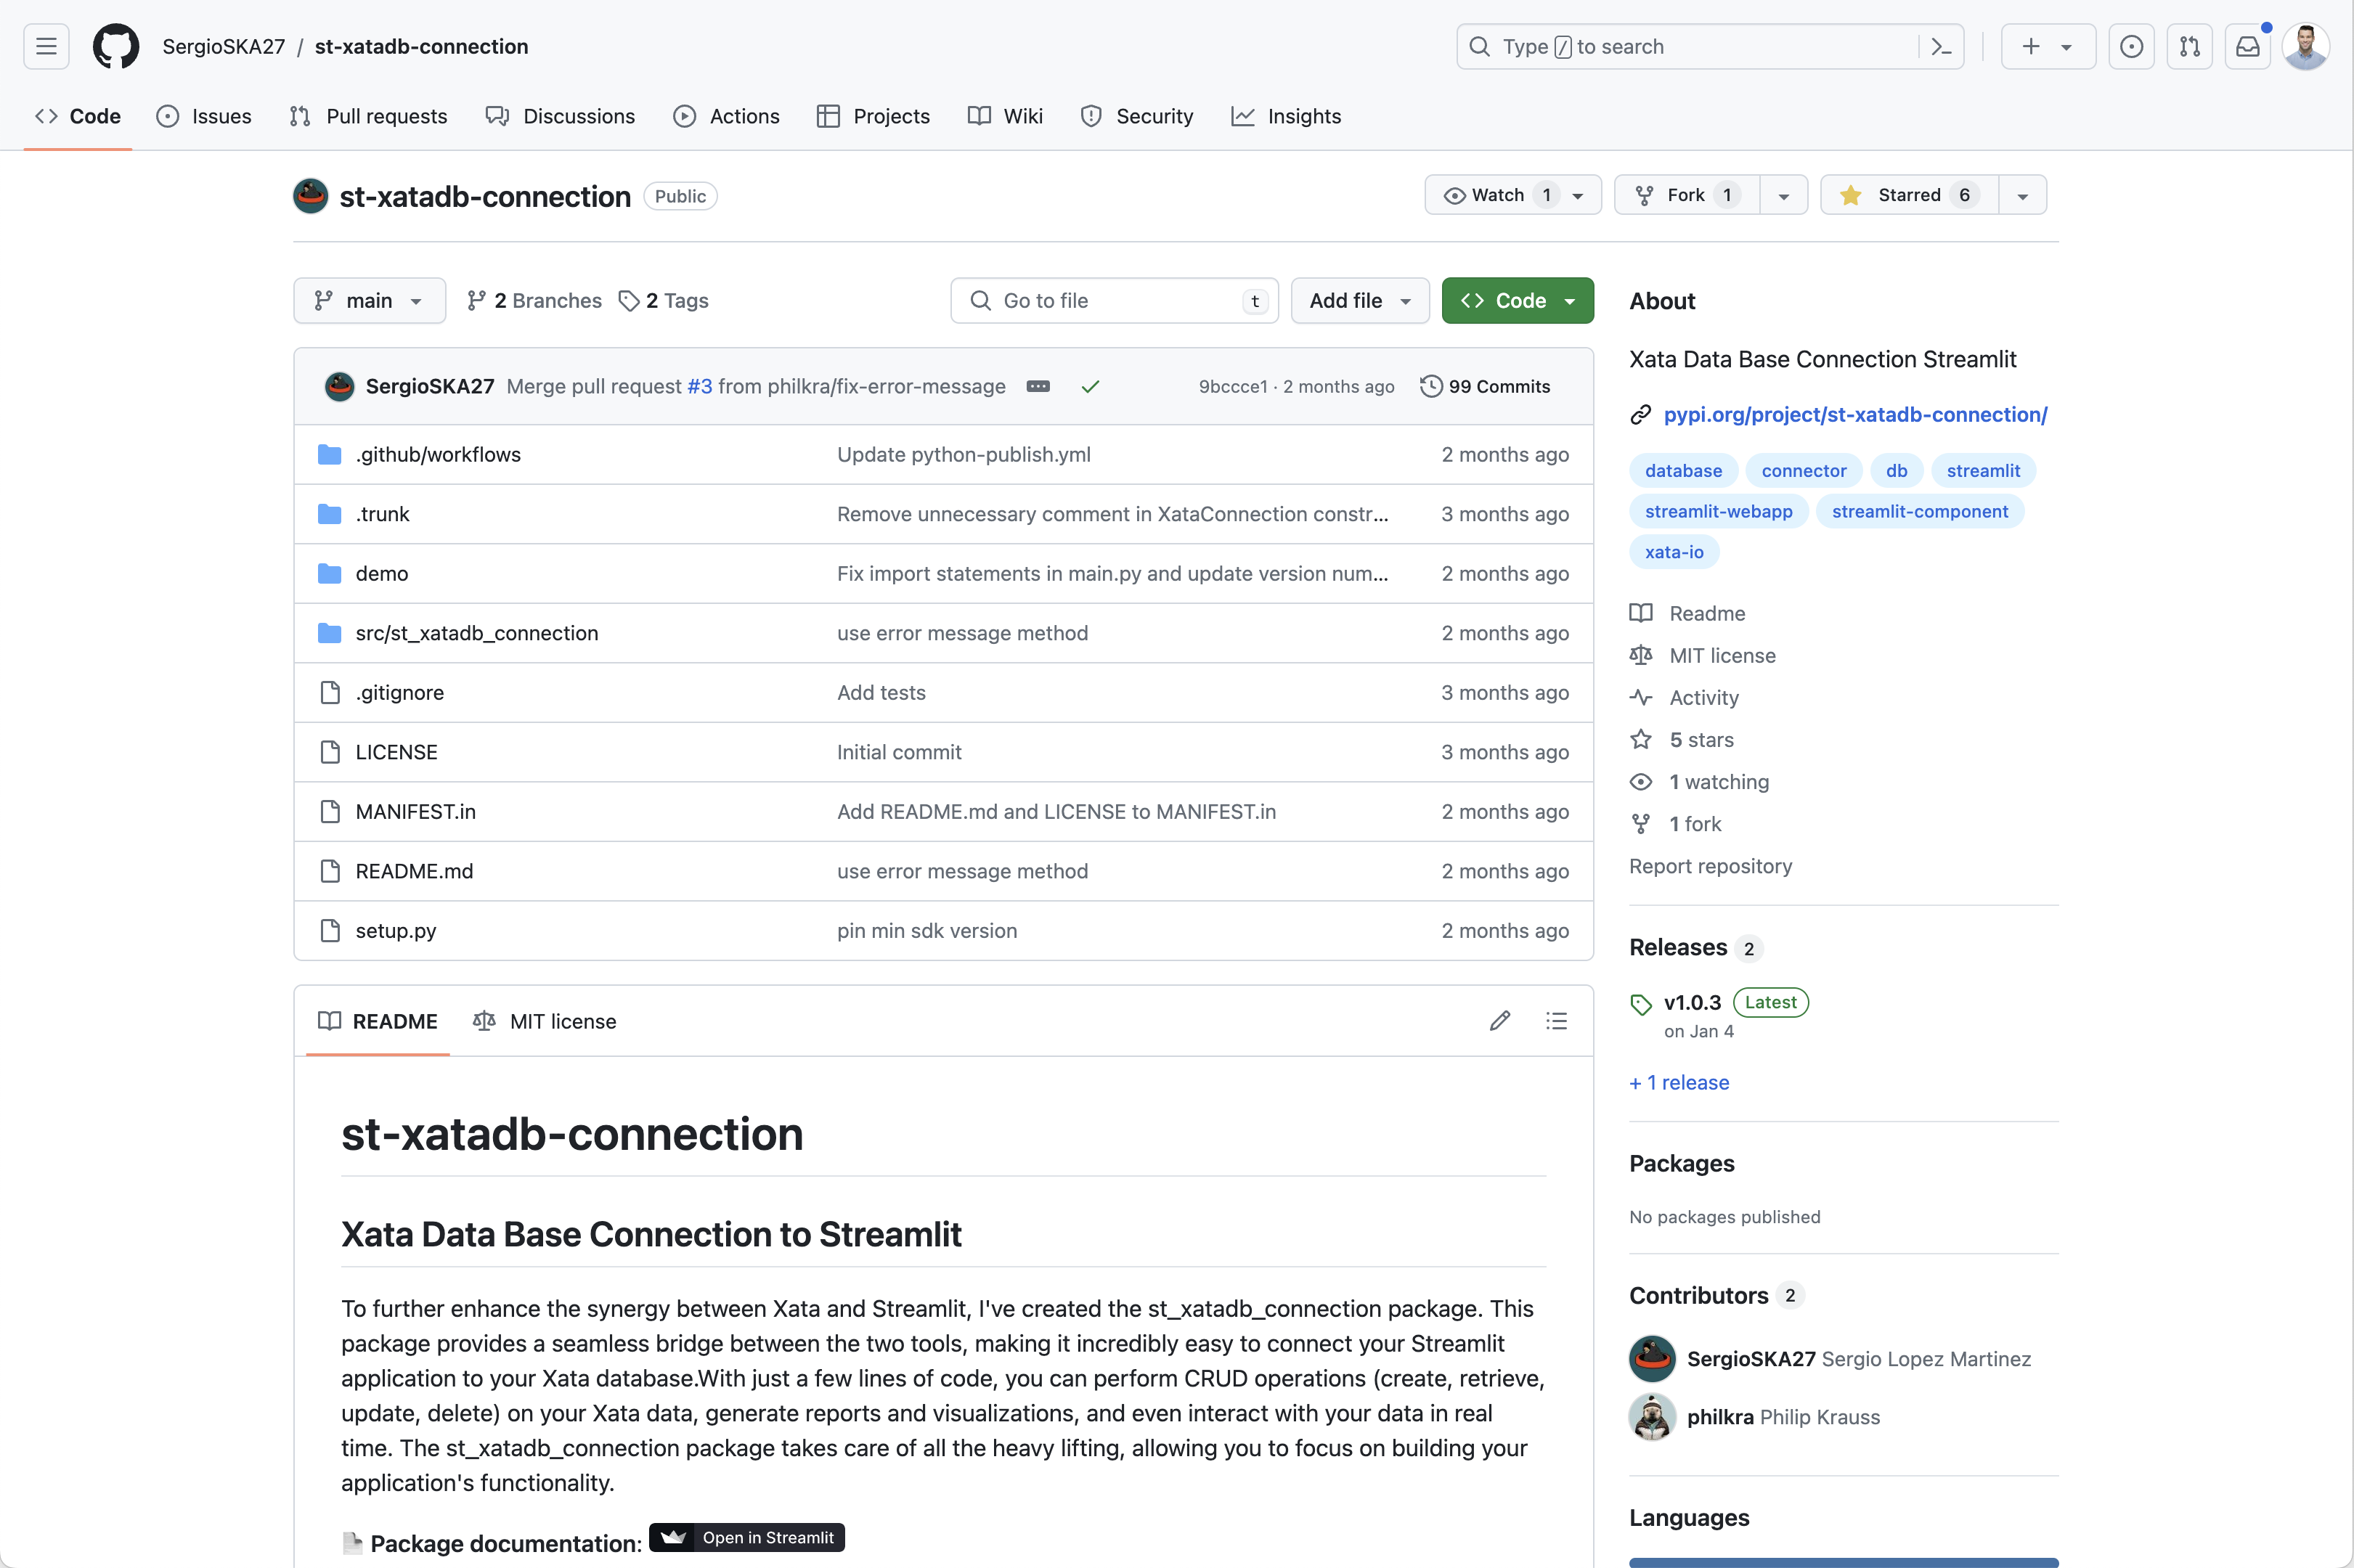 SergioSKA27 / st-xatadb-connection
Type / to search
Code Issues Pull requests Discussions Actions Projects Wiki Security Insights
st-xatadb-connection Public
Watch 1 Fork 1 Starred 6
main 2 Branches 2 Tags Go to file t Add file Code
SergioSKA27 Merge pull request #3 from philkra/fix-error-message 9bccce1 · 2 months ago 99 Commits
.github/workflows Update python-publish.yml 2 months ago
.trunk Remove unnecessary comment in XataConnection constr... 3 months ago
demo Fix import statements in main.py and update version num... 2 months ago
src/st_xatadb_connection use error message method 2 months ago
.gitignore Add tests 3 months ago
LICENSE Initial commit 3 months ago
MANIFEST.in Add README.md and LICENSE to MANIFEST.in 2 months ago
README.md use error message method 2 months ago
setup.py pin min sdk version 2 months ago
README MIT license
st-xatadb-connection
Xata Data Base Connection to Streamlit
To further enhance the synergy between Xata and Streamlit, I've created the st_xatadb_connection package. This
package provides a seamless bridge between the two tools, making it incredibly easy to connect your Streamlit
application to your Xata database.With just a few lines of code, you can perform CRUD operations (create, retrieve,
update, delete) on your Xata data, generate reports and visualizations, and even interact with your data in real
time. The st_xatadb_connection package takes care of all the heavy lifting, allowing you to focus on building your
application's functionality.
Package documentation: Open in Streamlit
About
Xata Data Base Connection Streamlit
pypi.org/project/st-xatadb-connection/
database connector db streamlit
streamlit-webapp streamlit-component
xata-io
Readme
MIT license
Activity
5 stars
1 watching
1 fork
Report repository
Releases 2
v1.0.3 Latest
on Jan 4
+ 1 release
Packages
No packages published
Contributors 2
SergioSKA27 Sergio Lopez Martinez
philkra Philip Krauss
Languages